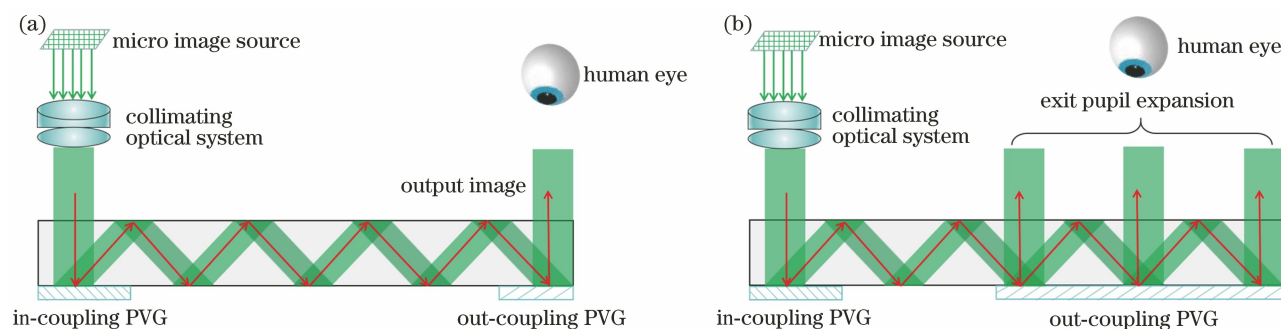 (a)
micro image source
human eye
collimating
optical system
output image
in-coupling PVG
out-coupling PVG
(b)
micro image source
human eye
collimating
optical system
exit pupil expansion
in-coupling PVG
out-coupling PVG